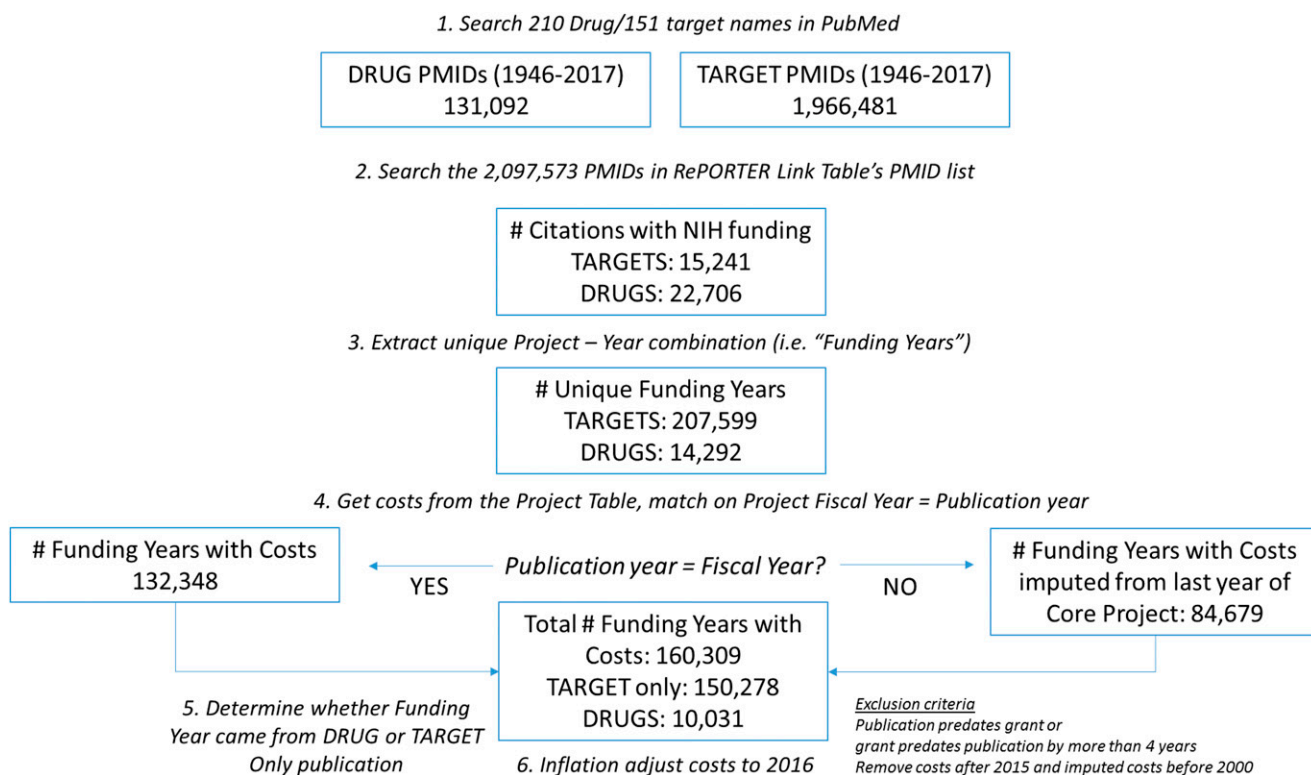 1. Search 210 Drug/151 target names in PubMed
DRUG PMIDs (1946-2017)
131,092
TARGET PMIDs (1946-2017)
1,966,481
2. Search the 2,097,573 PMIDs in RePORTER Link Table's PMID list
# Citations with NIH funding
TARGETS: 15,241
DRUGS: 22,706
3. Extract unique Project – Year combination (i.e. “Funding Years”)
# Unique Funding Years
TARGETS: 207,599
DRUGS: 14,292
4. Get costs from the Project Table, match on Project Fiscal Year = Publication year
# Funding Years with Costs
132,348
YES
Publication year = Fiscal Year?
NO
# Funding Years with Costs
imputed from last year of
Core Project: 84,679
Total # Funding Years with
Costs: 160,309
TARGET only: 150,278
DRUGS: 10,031
5. Determine whether Funding
Year came from DRUG or TARGET
Only publication
6. Inflation adjust costs to 2016
Exclusion criteria
Publication predates grant or
grant predates publication by more than 4 years
Remove costs after 2015 and imputed costs before 2000